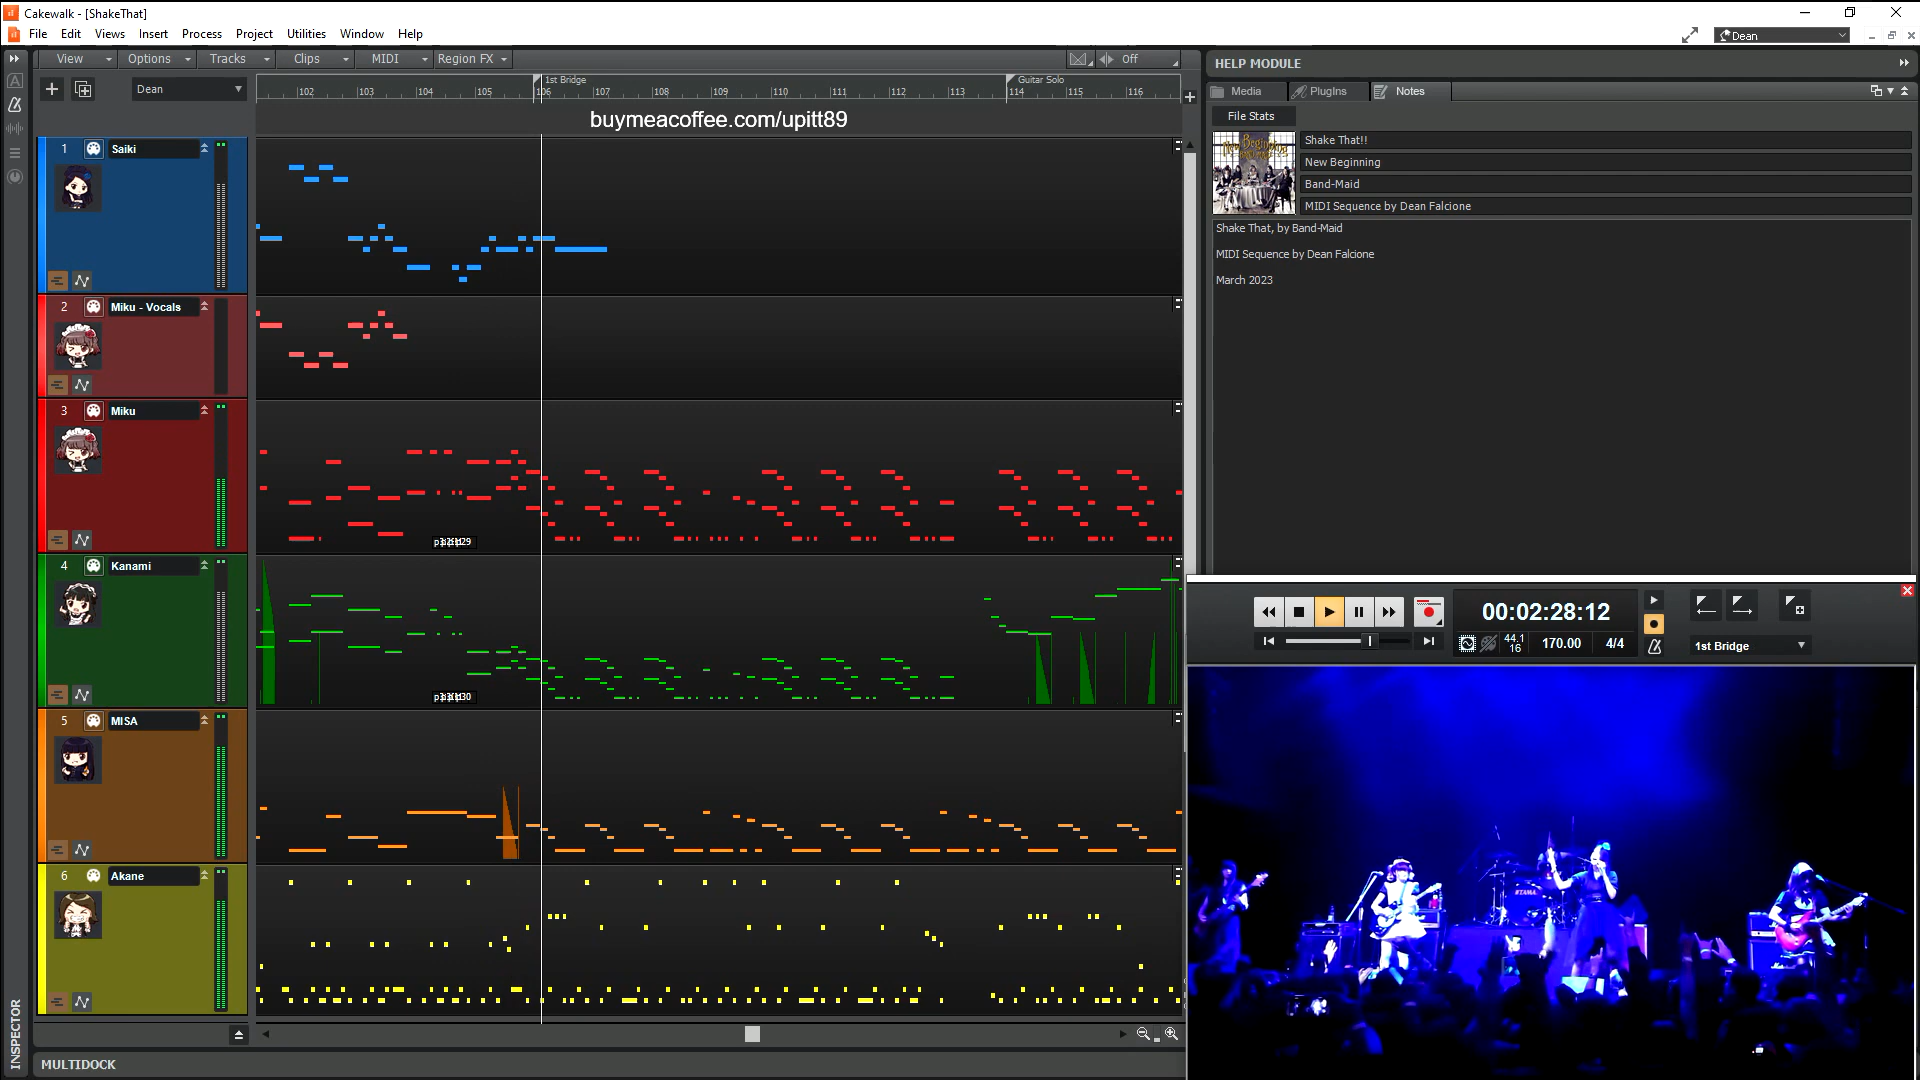 Cakewalk - [ShakeThat]
File Edit Views Insert Process Project Utilities Window Help
Dean
View Options Tracks Clips MIDI Region FX Off
HELP MODULE
Dean
1st Bridge Guitar Solo
102 103 104 105 106 107 108 109 110 111 112 113 114 115 116
Media PlugIns Notes
buymeacoffee.com/upitt89
File Stats
Shake That!!
New Beginning
Band-Maid
MIDI Sequence by Dean Falcione
Shake That, by Band-Maid
MIDI Sequence by Dean Falcione
March 2023
1 Saiki
2 Miku - Vocals
3 Miku
4 Kanami
5 MISA
6 Akane
00:02:28:12
44.1
16
170.00 4/4
1st Bridge
TAMA
INSPECTOR
MULTIDOCK